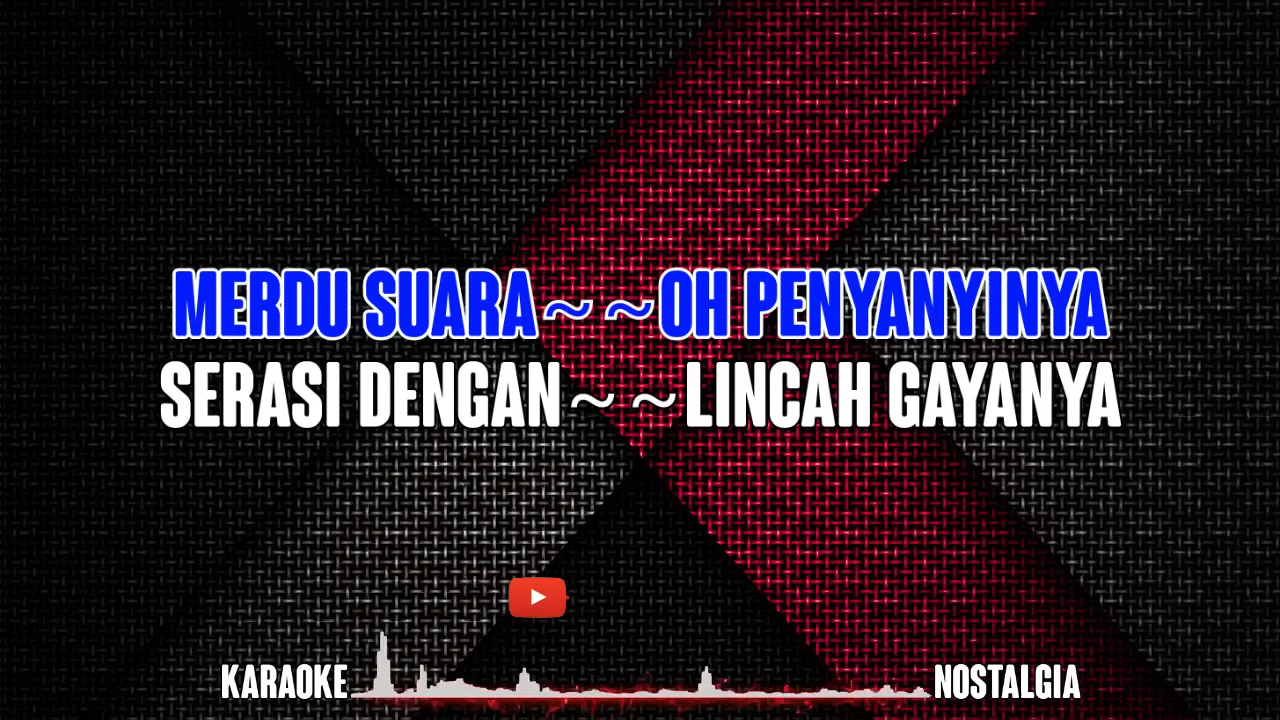 MERDU SUARA~ ~OH PENYANYINYA
SERASI DENGAN~ ~LINCAH GAYANYA
KARAOKE
NOSTALGIA